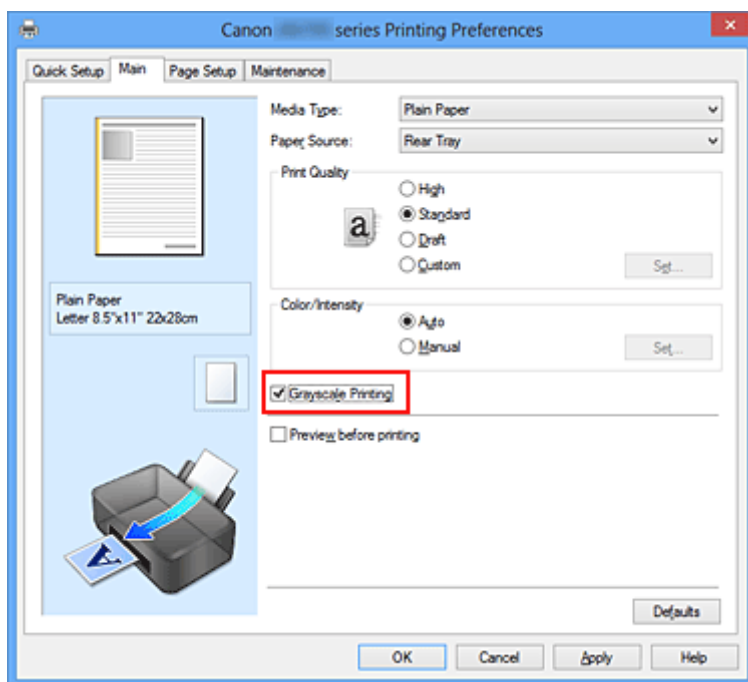 Canon series Printing Preferences
Quick Setup Main Page Setup Maintenance
Media Type: Plain Paper
Paper Source: Rear Tray
Print Quality
High
a Standard
Draft
Custom Set...
Plain Paper
Letter 8.5"x11" 22x28cm
Color/Intensity
Auto
Manual Set...
Grayscale Printing
Preview before printing
A
Defaults
OK Cancel Apply Help